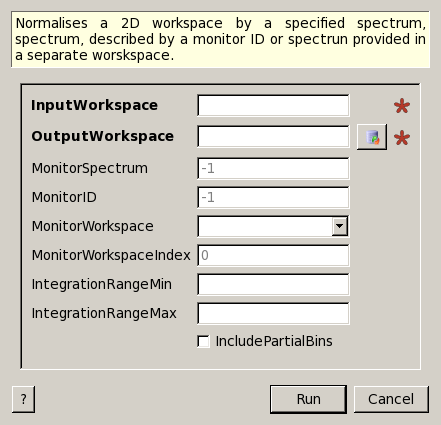 Normalises a 2D workspace by a specified spectrum,
spectrum, described by a monitor ID or spectrun provided in
a separate worskspace.
InputWorkspace
OutputWorkspace
MonitorSpectrum -1
MonitorID -1
MonitorWorkspace
MonitorWorkspaceIndex 0
IntegrationRangeMin
IntegrationRangeMax
IncludePartialBins
? Run Cancel